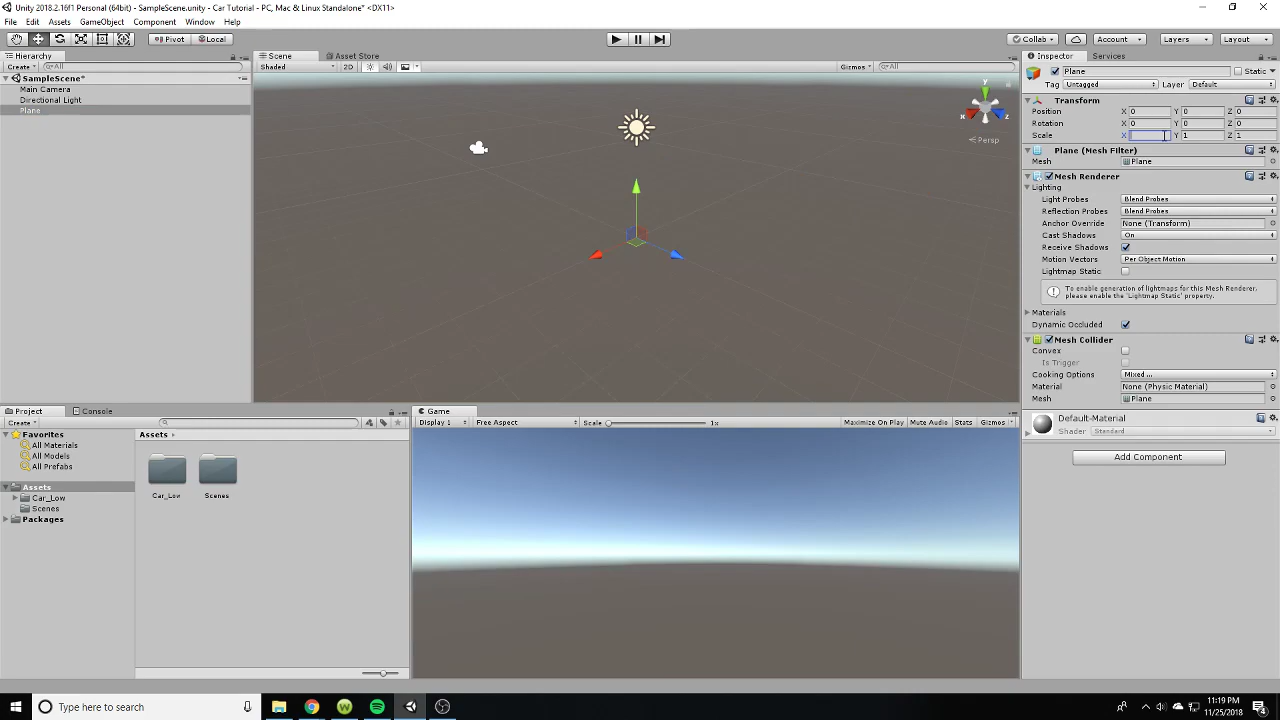 Unity 2018.2.16f1 Personal (64bit) - SampleScene.unity - Car Tutorial - PC, Mac & Linux Standalone* <DX11>
File Edit Assets GameObject Component Window Help
Pivot Local Collab Account Layers Layout
Hierarchy
Create All
SampleScene*
Main Camera
Directional Light
Plane
Scene Asset Store
Shaded 2D Gizmos All
y
x z
Persp
Inspector Services
Plane Static
Tag Untagged Layer Default
Transform
Position X 0 Y 0 Z 0
Rotation X 0 Y 0 Z 0
Scale X Y 1 Z 1
Plane (Mesh Filter)
Mesh Plane
Mesh Renderer
Lighting
Light Probes Blend Probes
Reflection Probes Blend Probes
Anchor Override None (Transform)
Cast Shadows On
Receive Shadows
Motion Vectors Per Object Motion
Lightmap Static
To enable generation of lightmaps for this Mesh Renderer, 
please enable the 'Lightmap Static' property.
Materials
Dynamic Occluded
Mesh Collider
Convex
Is Trigger
Cooking Options Mixed ...
Material None (Physic Material)
Mesh Plane
Default-Material
Shader Standard
Add Component
Project Console
Create
Favorites
All Materials
All Models
All Prefabs
Assets
Car_Low
Scenes
Packages
Assets
Car_Low Scenes
Game
Display 1 Free Aspect Scale 1x Maximize On Play Mute Audio Stats Gizmos
Type here to search
11:19 PM
11/25/2018
4